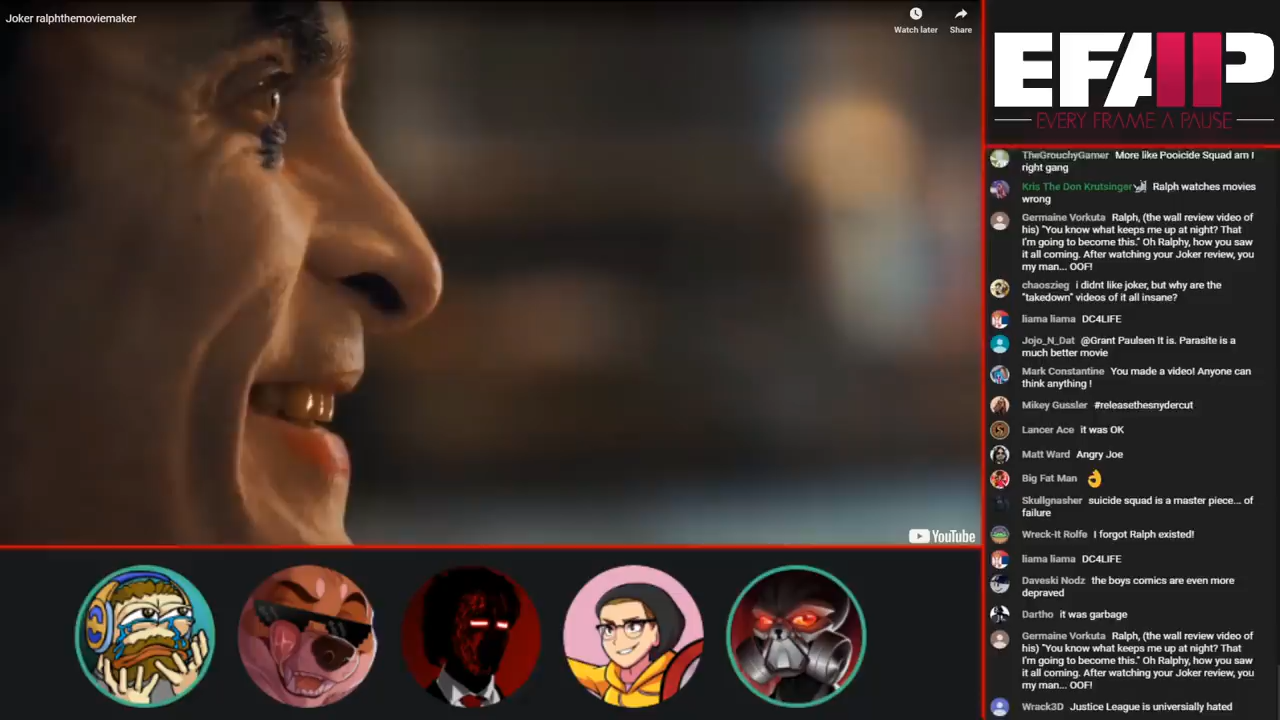 Joker ralphthemoviemaker
Watch later
Share
YouTube
EFAP
EVERY FRAME A PAUSE
TheGrouchyGamer More like Pooicide Squad am I
right gang
Kris The Don Krutsinger Ralph watches movies
wrong
Germaine Vorkuta Ralph, (the wall review video of
his) "You know what keeps me up at night? That
I'm going to become this." Oh Ralphy, how you saw
it all coming. After watching your Joker review, you
my man... OOF!
chaoszieg i didnt like joker, but why are the
"takedown" videos of it all insane?
liama liama DC4LIFE
Jojo_N_Dat @Grant Paulsen It is. Parasite is a
much better movie
Mark Constantine You made a video! Anyone can
think anything !
Mikey Gussler #releasethesnydercut
Lancer Ace it was OK
Matt Ward Angry Joe
Big Fat Man 👌
Skullgnasher suicide squad is a master piece... of
failure
Wreck-It Rolfe I forgot Ralph existed!
liama liama DC4LIFE
Daveski Nodz the boys comics are even more
depraved
Dartho it was garbage
Germaine Vorkuta Ralph, (the wall review video of
his) "You know what keeps me up at night? That
I'm going to become this." Oh Ralphy, how you saw
it all coming. After watching your Joker review, you
my man... OOF!
Wrack3D Justice League is universially hated